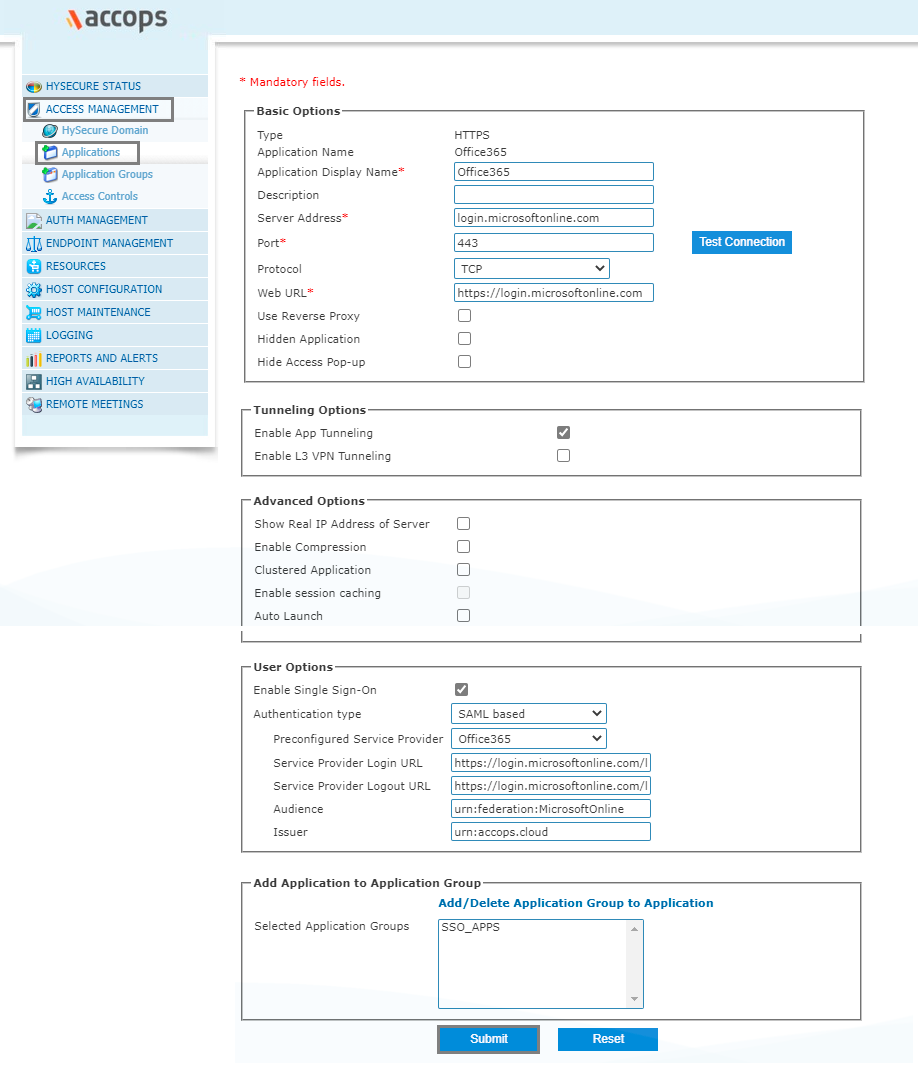 accops
HYSECURE STATUS
ACCESS MANAGEMENT
HySecure Domain
Applications
Application Groups
Access Controls
AUTH MANAGEMENT
ENDPOINT MANAGEMENT
RESOURCES
HOST CONFIGURATION
HOST MAINTENANCE
LOGGING
REPORTS AND ALERTS
HIGH AVAILABILITY
REMOTE MEETINGS
* Mandatory fields.
Basic Options
Type HTTPS
Application Name Office365
Application Display Name* Office365
Description
Server Address* login.microsoftonline.com
Port* 443 Test Connection
Protocol TCP
Web URL* https://login.microsoftonline.com
Use Reverse Proxy
Hidden Application
Hide Access Pop-up
Tunneling Options
Enable App Tunneling
Enable L3 VPN Tunneling
Advanced Options
Show Real IP Address of Server
Enable Compression
Clustered Application
Enable session caching
Auto Launch
User Options
Enable Single Sign-On
Authentication type SAML based
Preconfigured Service Provider Office365
Service Provider Login URL https://login.microsoftonline.com/l
Service Provider Logout URL https://login.microsoftonline.com/l
Audience urn:federation:MicrosoftOnline
Issuer urn:accops.cloud
Add Application to Application Group
Add/Delete Application Group to Application
Selected Application Groups SSO_APPS
Submit Reset